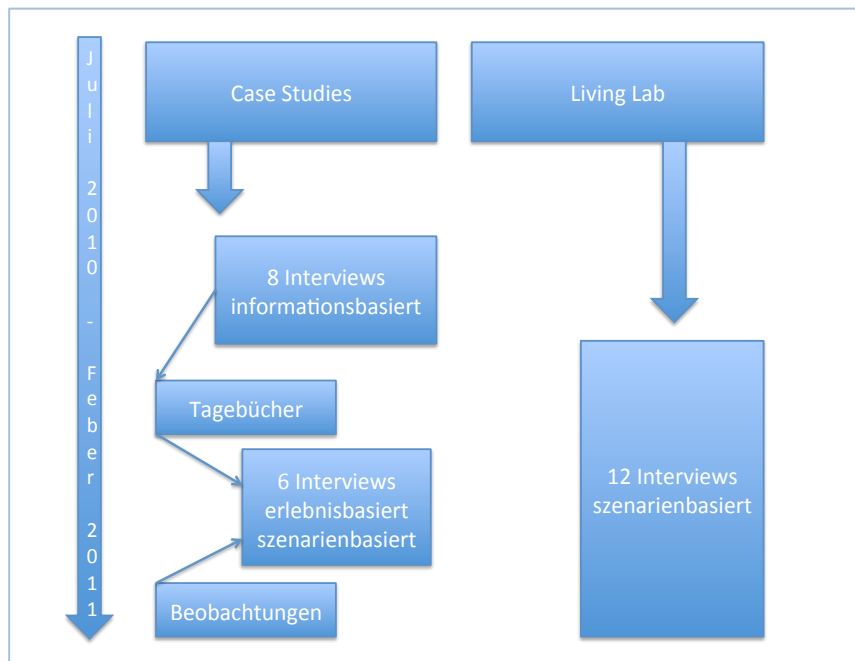 Juli 2010 - Feber 2011
Case Studies
Living Lab
8 Interviews
informationsbasiert
Tagebücher
6 Interviews
erlebnisbasiert
szenarienbasiert
Beobachtungen
12 Interviews
szenarienbasiert